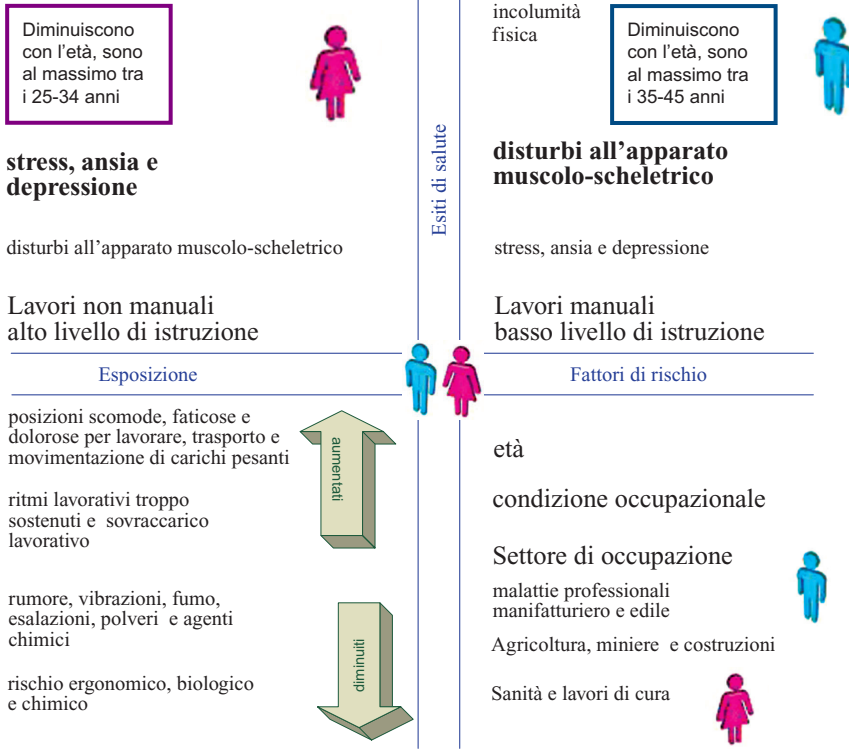 Diminuiscono
con l'età, sono
al massimo tra
i 25-34 anni
stress, ansia e
depressione
disturbi all'apparato muscolo-scheletrico
Lavori non manuali
alto livello di istruzione
Esiti di salute
incolumità
fisica
Diminuiscono
con l'età, sono
al massimo tra
i 35-45 anni
disturbi all'apparato
muscolo-scheletrico
stress, ansia e depressione
Lavori manuali
basso livello di istruzione
Esposizione
posizioni scomode, faticose e
dolorose per lavorare, trasporto e
movimentazione di carichi pesanti
ritmi lavorativi troppo
sostenuti e sovraccarico
lavorativo
aumentati
rumore, vibrazioni, fumo,
esalazioni, polveri e agenti
chimici
rischio ergonomico, biologico
e chimico
diminuiti
Fattori di rischio
età
condizione occupazionale
Settore di occupazione
malattie professionali
manifatturiero e edile
Agricoltura, miniere e costruzioni
Sanità e lavori di cura